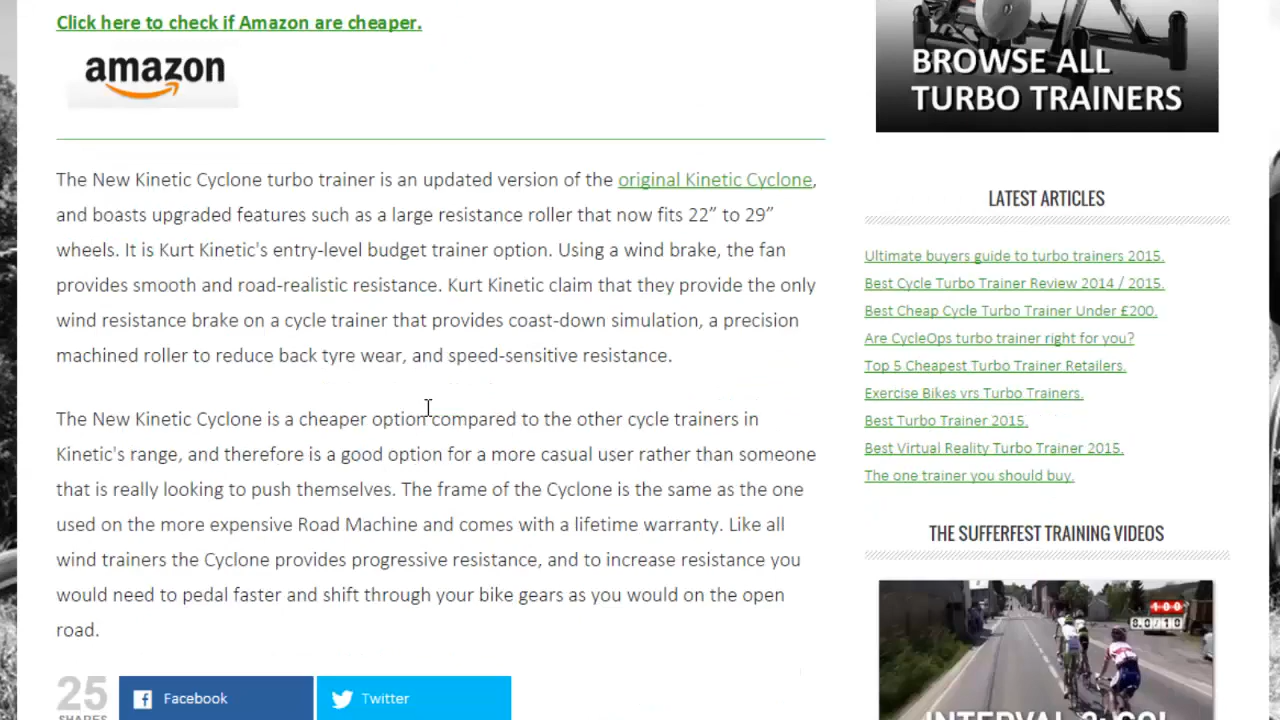 Click here to check if Amazon are cheaper.
amazon
The New Kinetic Cyclone turbo trainer is an updated version of the original Kinetic Cyclone,
and boasts upgraded features such as a large resistance roller that now fits 22” to 29”
wheels. It is Kurt Kinetic's entry-level budget trainer option. Using a wind brake, the fan
provides smooth and road-realistic resistance. Kurt Kinetic claim that they provide the only
wind resistance brake on a cycle trainer that provides coast-down simulation, a precision
machined roller to reduce back tyre wear, and speed-sensitive resistance.
The New Kinetic Cyclone is a cheaper option compared to the other cycle trainers in
Kinetic's range, and therefore is a good option for a more casual user rather than someone
that is really looking to push themselves. The frame of the Cyclone is the same as the one
used on the more expensive Road Machine and comes with a lifetime warranty. Like all
wind trainers the Cyclone provides progressive resistance, and to increase resistance you
would need to pedal faster and shift through your bike gears as you would on the open
road.
25
SHARES
Facebook
Twitter
BROWSE ALL
TURBO TRAINERS
LATEST ARTICLES
Ultimate buyers guide to turbo trainers 2015.
Best Cycle Turbo Trainer Review 2014 / 2015.
Best Cheap Cycle Turbo Trainer Under £200.
Are CycleOps turbo trainer right for you?
Top 5 Cheapest Turbo Trainer Retailers.
Exercise Bikes vrs Turbo Trainers.
Best Turbo Trainer 2015.
Best Virtual Reality Turbo Trainer 2015.
The one trainer you should buy.
THE SUFFERFEST TRAINING VIDEOS
100
8.0/10
INTERVAL 2: GO!